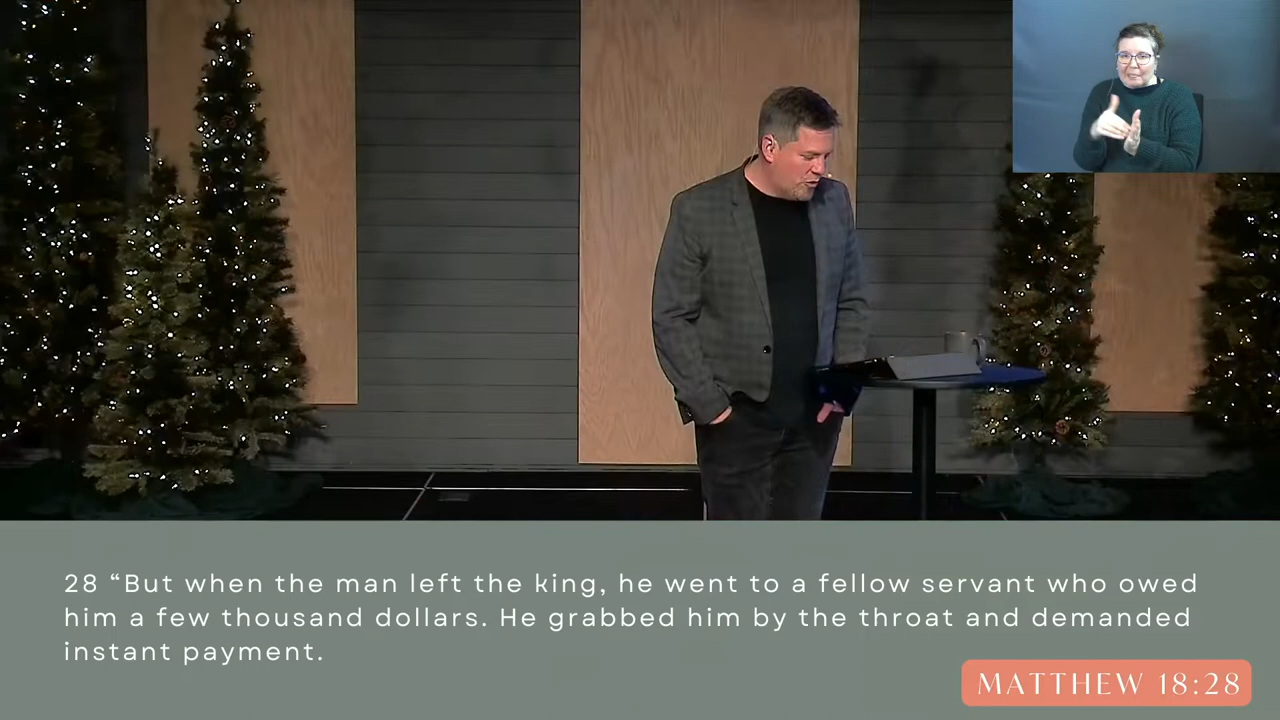 28 “But when the man left the king, he went to a fellow servant who owed
him a few thousand dollars. He grabbed him by the throat and demanded
instant payment.
MATTHEW 18:28